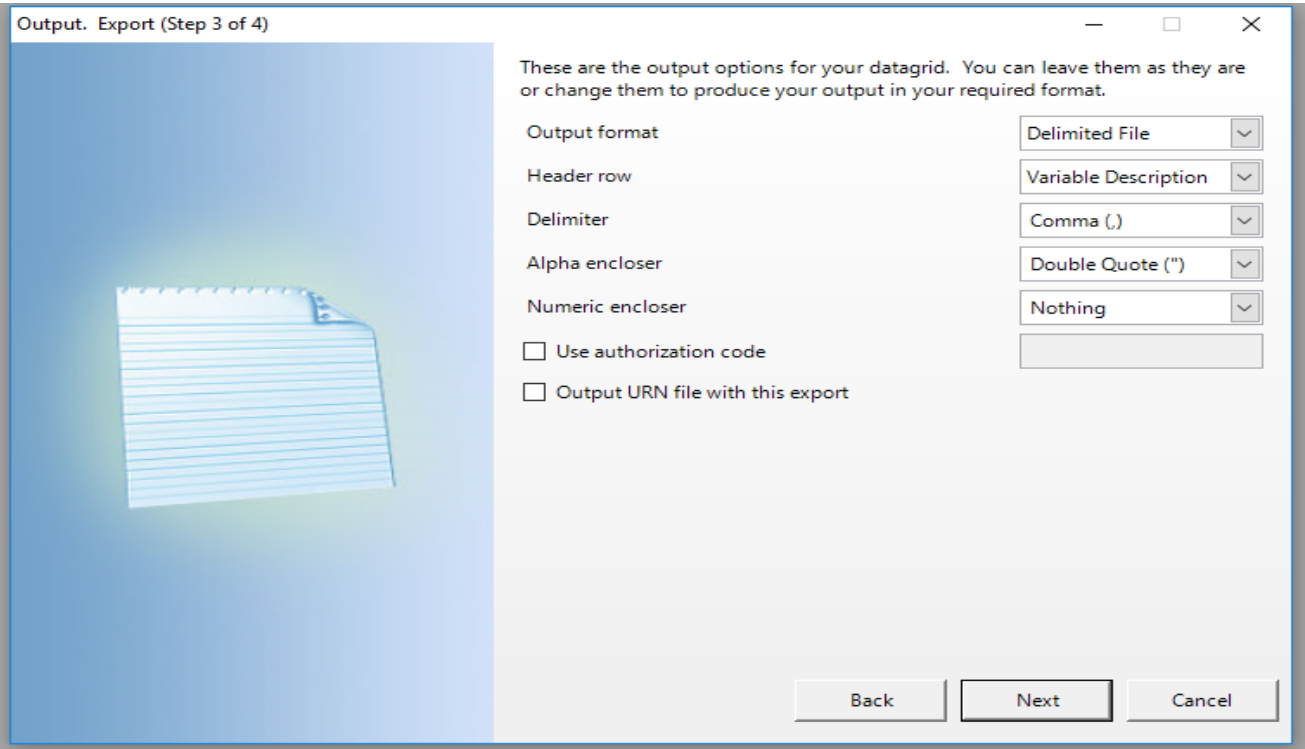 Output.  Export (Step 3 of 4)
These are the output options for your datagrid.  You can leave them as they are
or change them to produce your output in your required format.
Output format Delimited File
Header row Variable Description
Delimiter Comma (,)
Alpha encloser Double Quote (")
Numeric encloser Nothing
Use authorization code
Output URN file with this export
Back Next Cancel